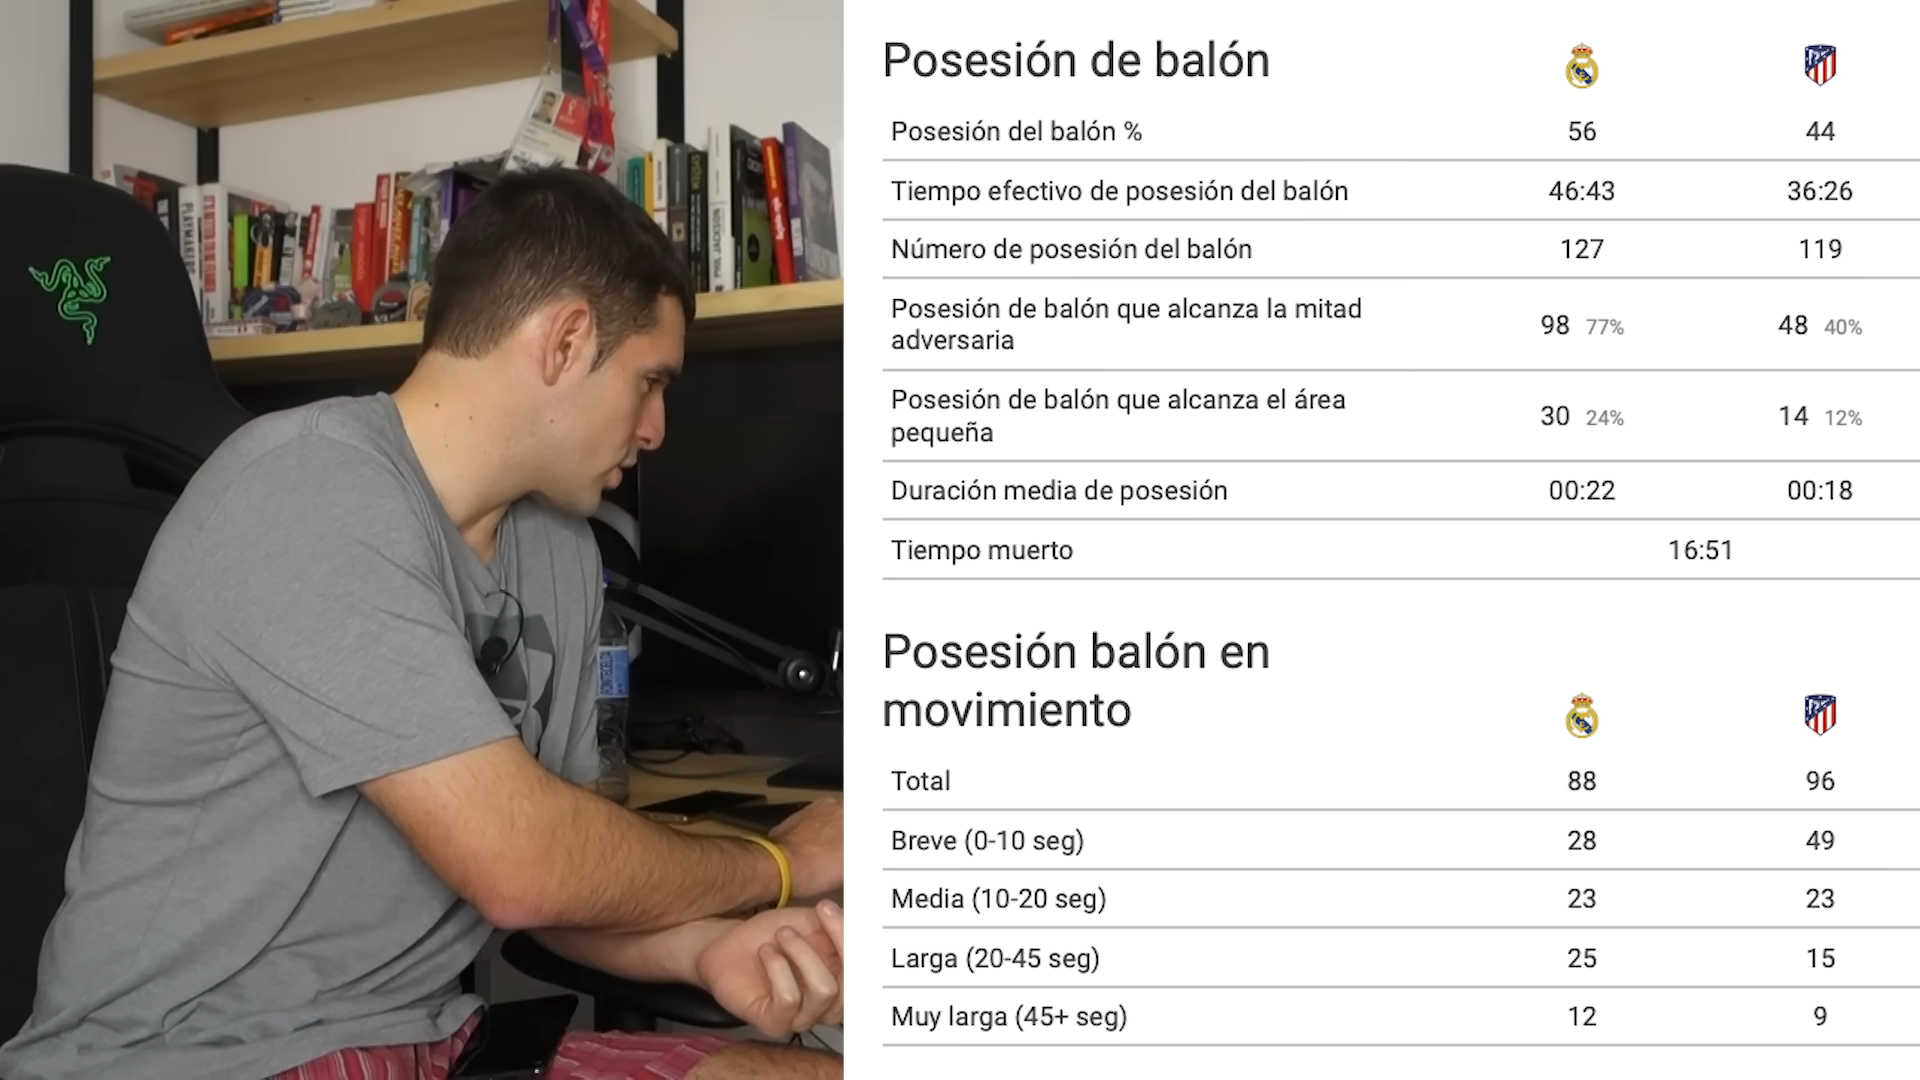 Posesión de balón
Posesión del balón % 56 44
Tiempo efectivo de posesión del balón 46:43 36:26
Número de posesión del balón 127 119
Posesión de balón que alcanza la mitad
adversaria 98 77% 48 40%
Posesión de balón que alcanza el área
pequeña 30 24% 14 12%
Duración media de posesión 00:22 00:18
Tiempo muerto 16:51
Posesión balón en
movimiento
Total 88 96
Breve (0-10 seg) 28 49
Media (10-20 seg) 23 23
Larga (20-45 seg) 25 15
Muy larga (45+ seg) 12 9
PLAYMAKERS